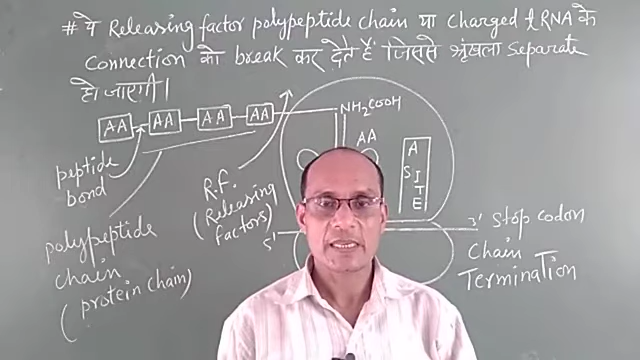 # ये Releasing factor polypeptide chain या Charged tRNA के
Connection को break कर देते हैं जिससे श्रृंखला Separate
हो जाएगी।
AA AA AA AA
NH₂COOH
AA
A
SITE
peptide
bond
R.F.
(Releasing
factors)
polypeptide
chain
(protein chain)
5'
3' Stop codon
Chain
Termination